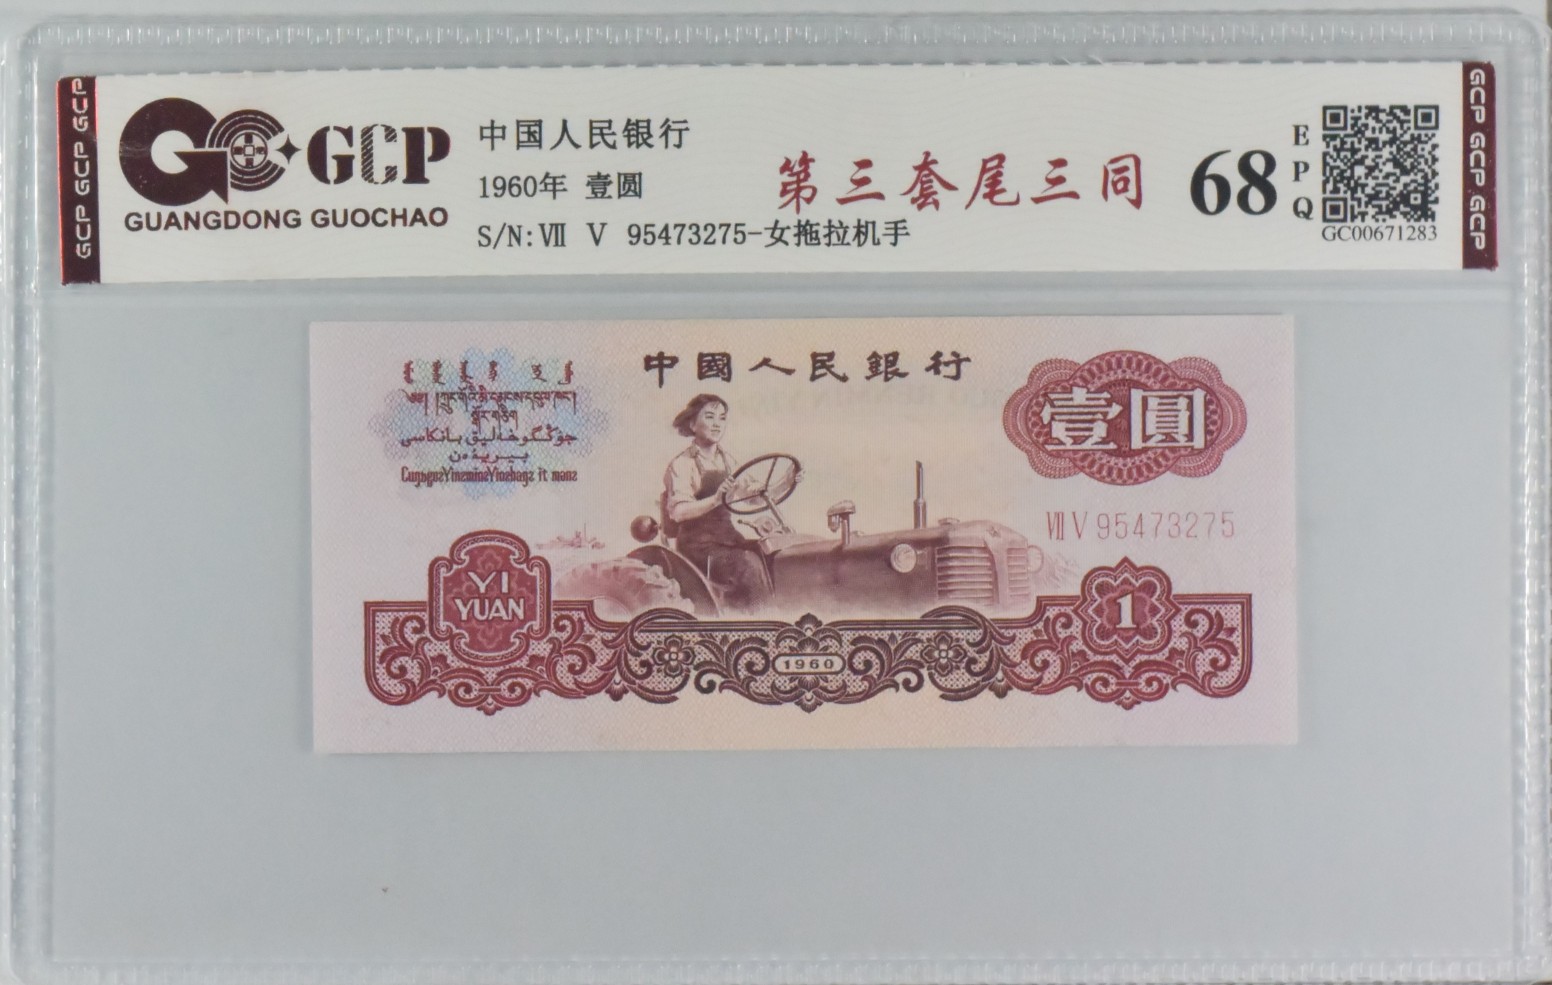 GCP GCP GCP
GCP
GUANGDONG GUOCHAO
中国人民银行
1960年 壹圆
S/N:Ⅶ V 95473275-女拖拉机手
第三套尾三同
68
EPQ
GC00671283
GCP GCP GCP
中國人民銀行
壹圓
ⅦV95473275
YI
YUAN
1960
1